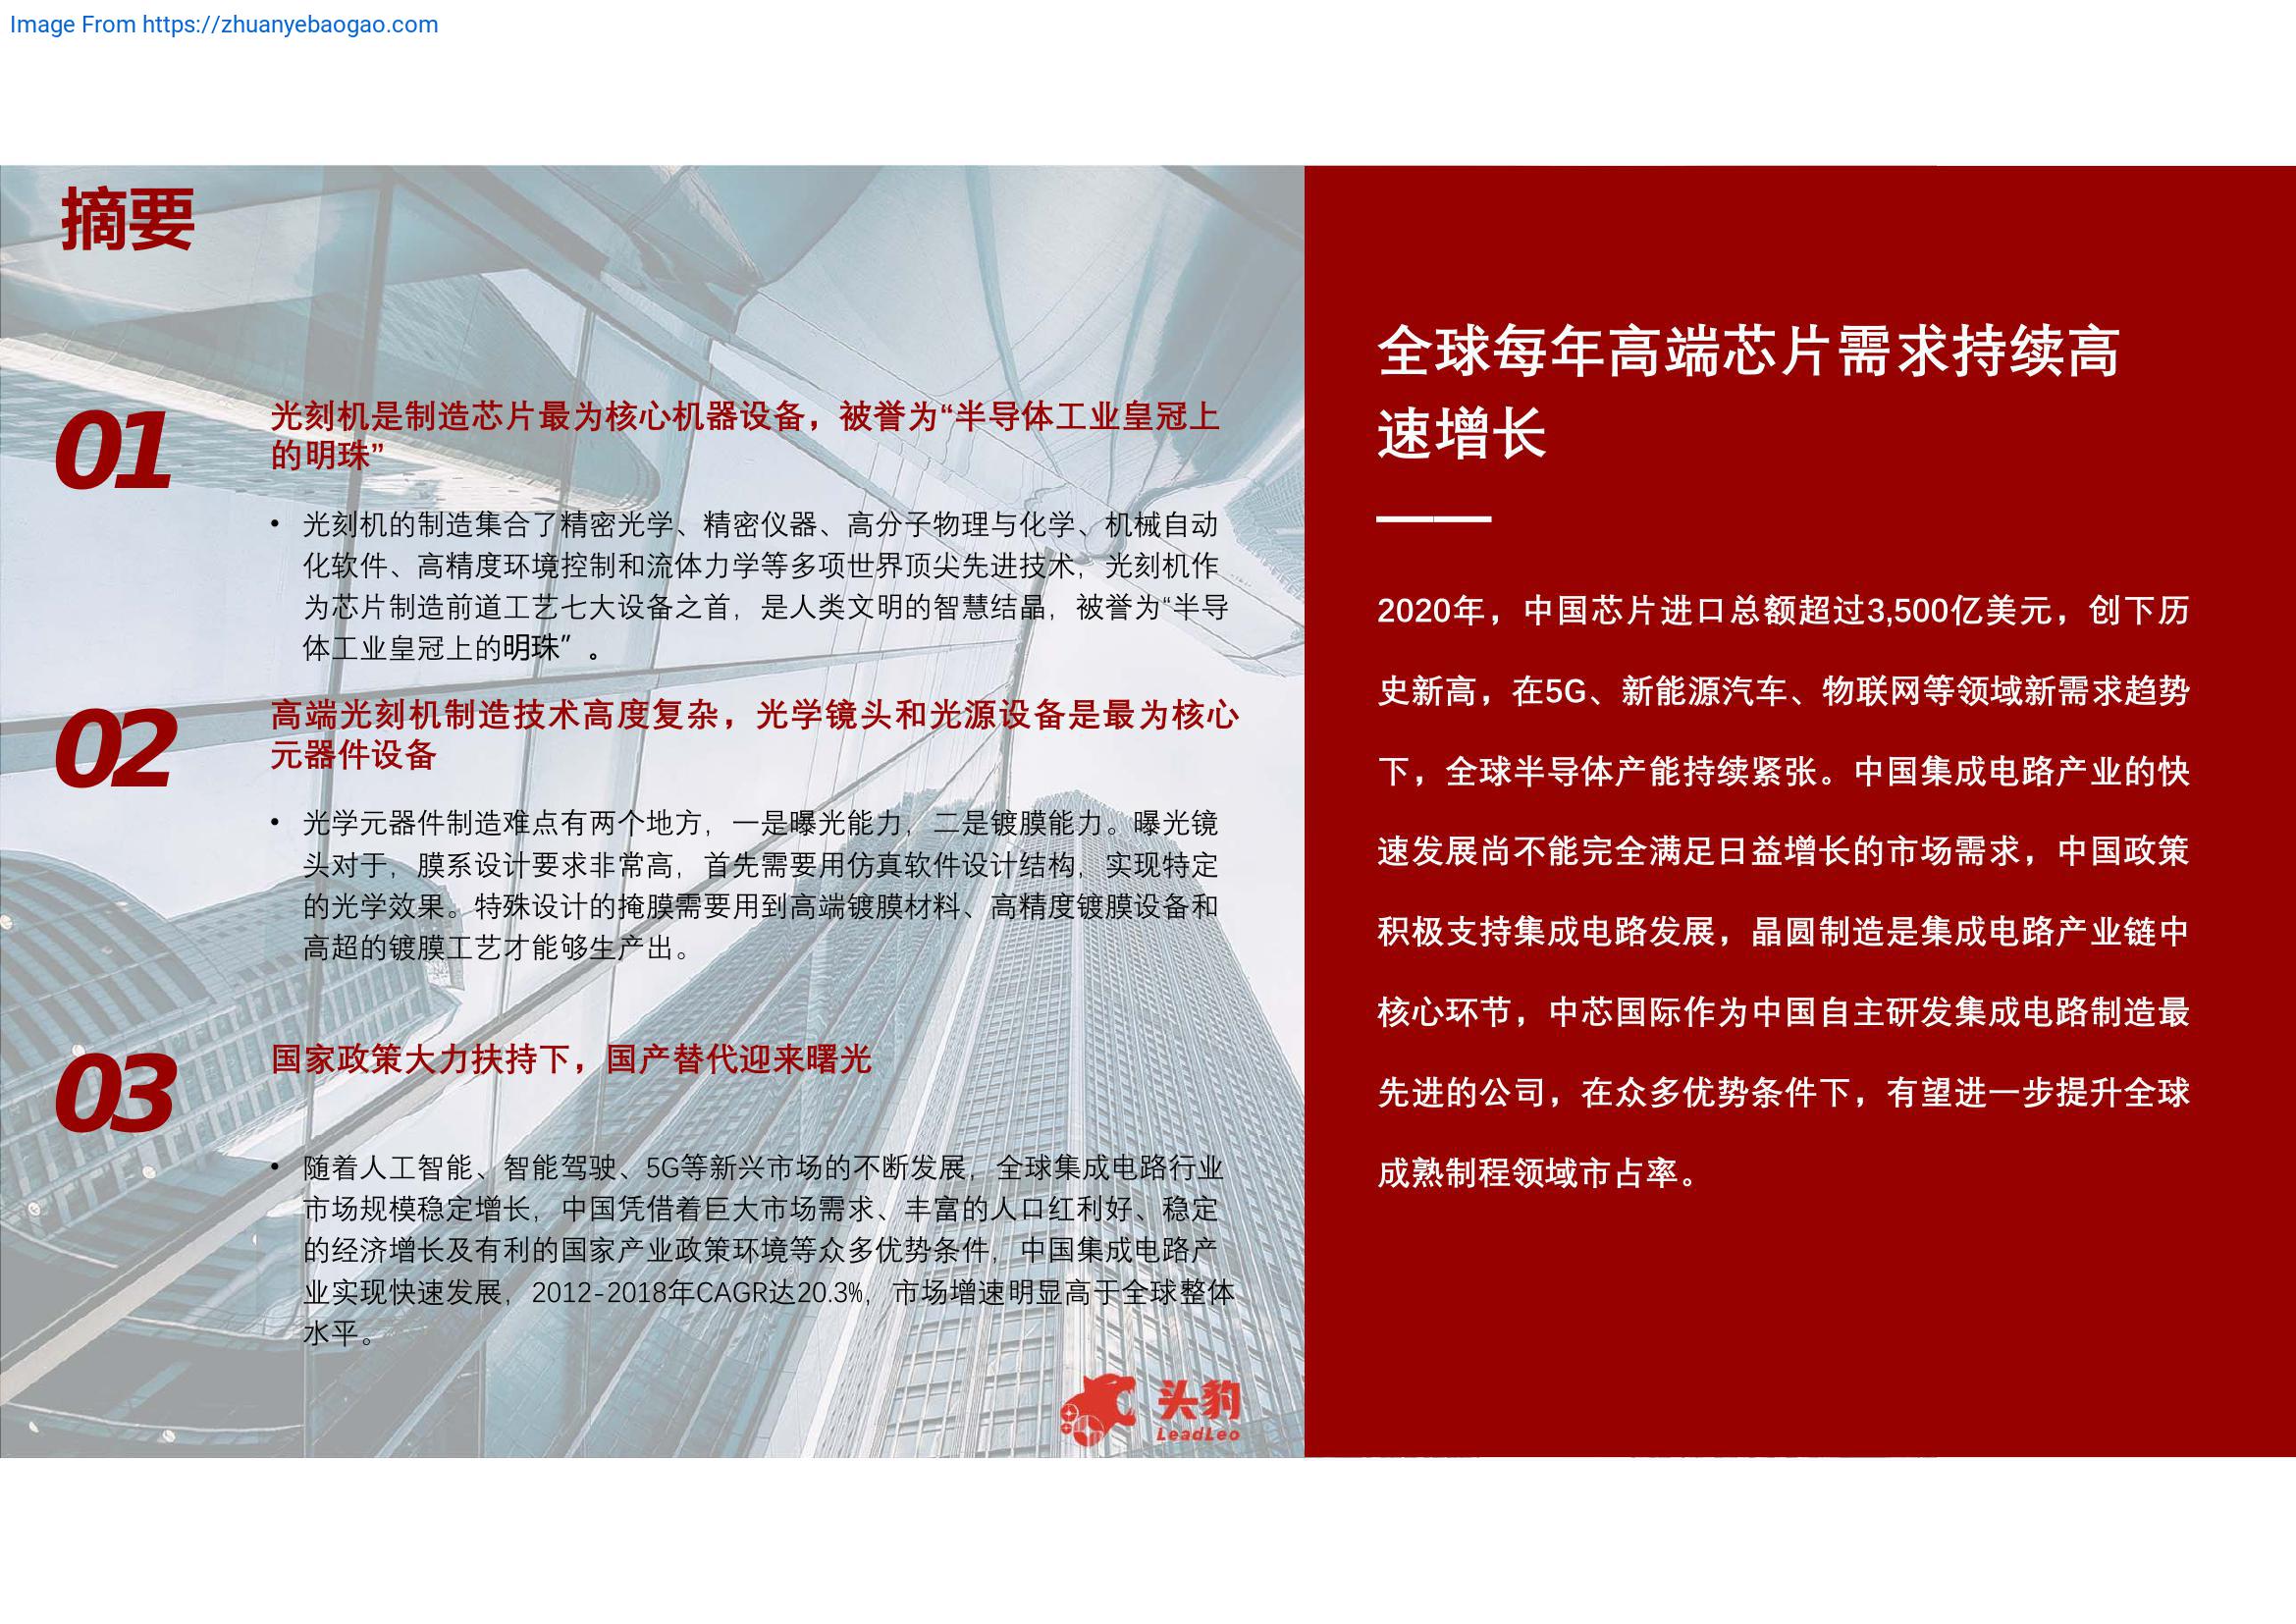 Image From https://zhuanyebaogao.com
摘要
01
光刻机是制造芯片最为核心机器设备，被誉为“半导体工业皇冠上
的明珠”
• 光刻机的制造集合了精密光学、精密仪器、高分子物理与化学、机械自动
化软件、高精度环境控制和流体力学等多项世界顶尖先进技术，光刻机作
为芯片制造前道工艺七大设备之首，是人类文明的智慧结晶，被誉为“半导
体工业皇冠上的明珠”。
02
高端光刻机制造技术高度复杂，光学镜头和光源设备是最为核心
元器件设备
• 光学元器件制造难点有两个地方，一是曝光能力，二是镀膜能力。曝光镜
头对于，膜系设计要求非常高，首先需要用仿真软件设计结构，实现特定
的光学效果。特殊设计的掩膜需要用到高端镀膜材料、高精度镀膜设备和
高超的镀膜工艺才能够生产出。
03
国家政策大力扶持下，国产替代迎来曙光
• 随着人工智能、智能驾驶、5G等新兴市场的不断发展，全球集成电路行业
市场规模稳定增长，中国凭借着巨大市场需求、丰富的人口红利好、稳定
的经济增长及有利的国家产业政策环境等众多优势条件，中国集成电路产
业实现快速发展，2012-2018年CAGR达20.3%，市场增速明显高于全球整体
水平。
头豹
LeadLeo
全球每年高端芯片需求持续高
速增长
2020年，中国芯片进口总额超过3,500亿美元，创下历
史新高，在5G、新能源汽车、物联网等领域新需求趋势
下，全球半导体产能持续紧张。中国集成电路产业的快
速发展尚不能完全满足日益增长的市场需求，中国政策
积极支持集成电路发展，晶圆制造是集成电路产业链中
核心环节，中芯国际作为中国自主研发集成电路制造最
先进的公司，在众多优势条件下，有望进一步提升全球
成熟制程领域市占率。